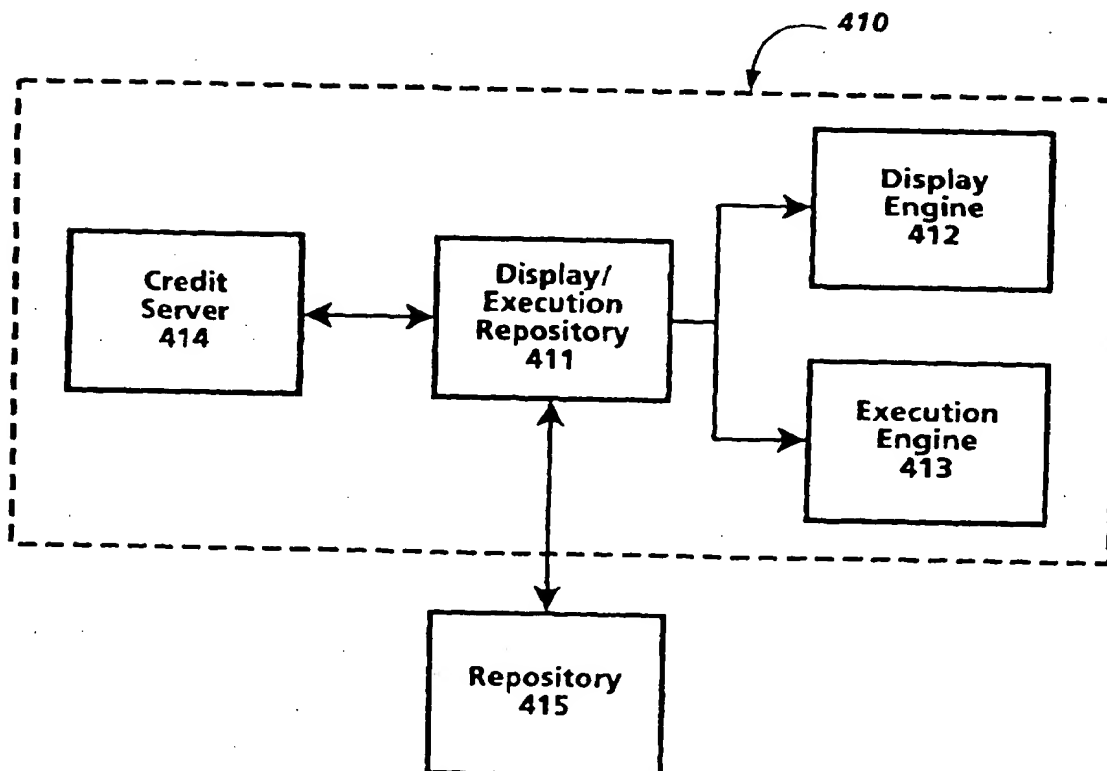 410
Display
Engine
412
Credit
Server
414
Display/
Execution
Repository
411
Execution
Engine
413
Repository
415